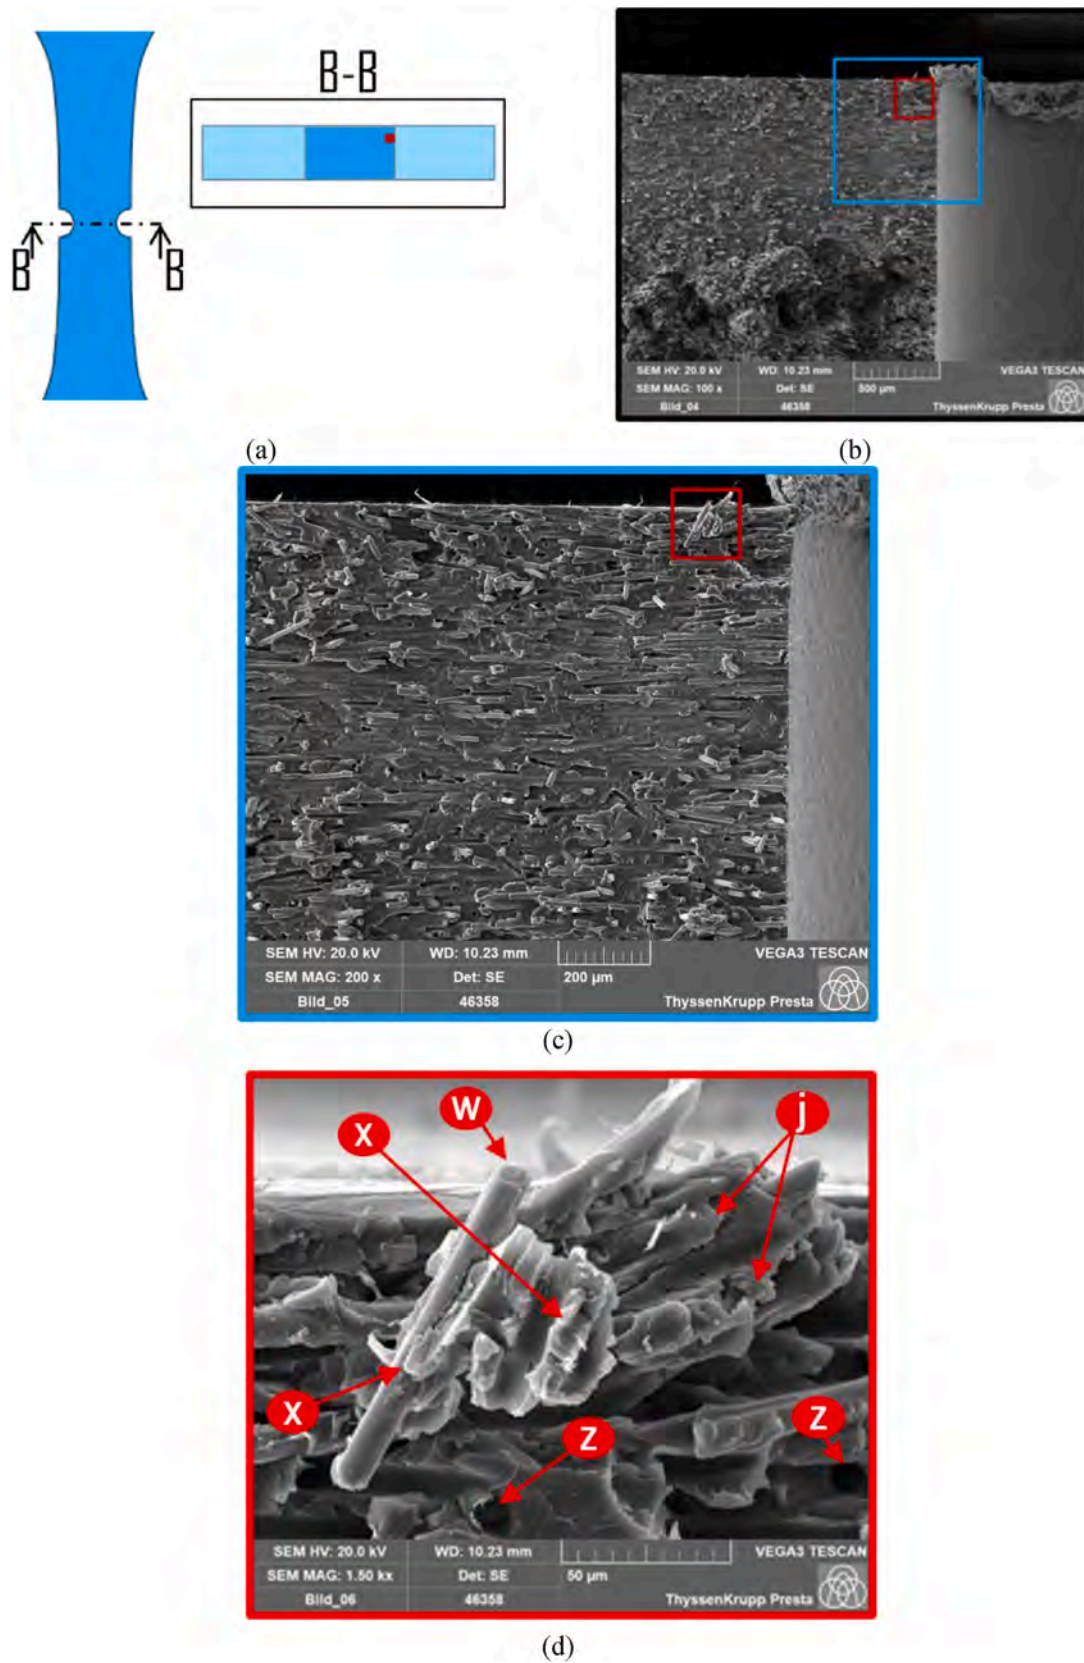 B-B
B
B
SEM HV: 20.0 kV WD: 10.23 mm VEGA3 TESCAN
SEM MAG: 100 x Det: SE 500 µm
Bild_04 46358 ThyssenKrupp Presta
(a)
(b)
SEM HV: 20.0 kV WD: 10.23 mm VEGA3 TESCAN
SEM MAG: 200 x Det: SE 200 µm
Bild_05 46358 ThyssenKrupp Presta
(c)
W
j
X
X
Z
Z
SEM HV: 20.0 kV WD: 10.23 mm VEGA3 TESCAN
SEM MAG: 1.50 kx Det: SE 50 µm
Bild_06 46358 ThyssenKrupp Presta
(d)